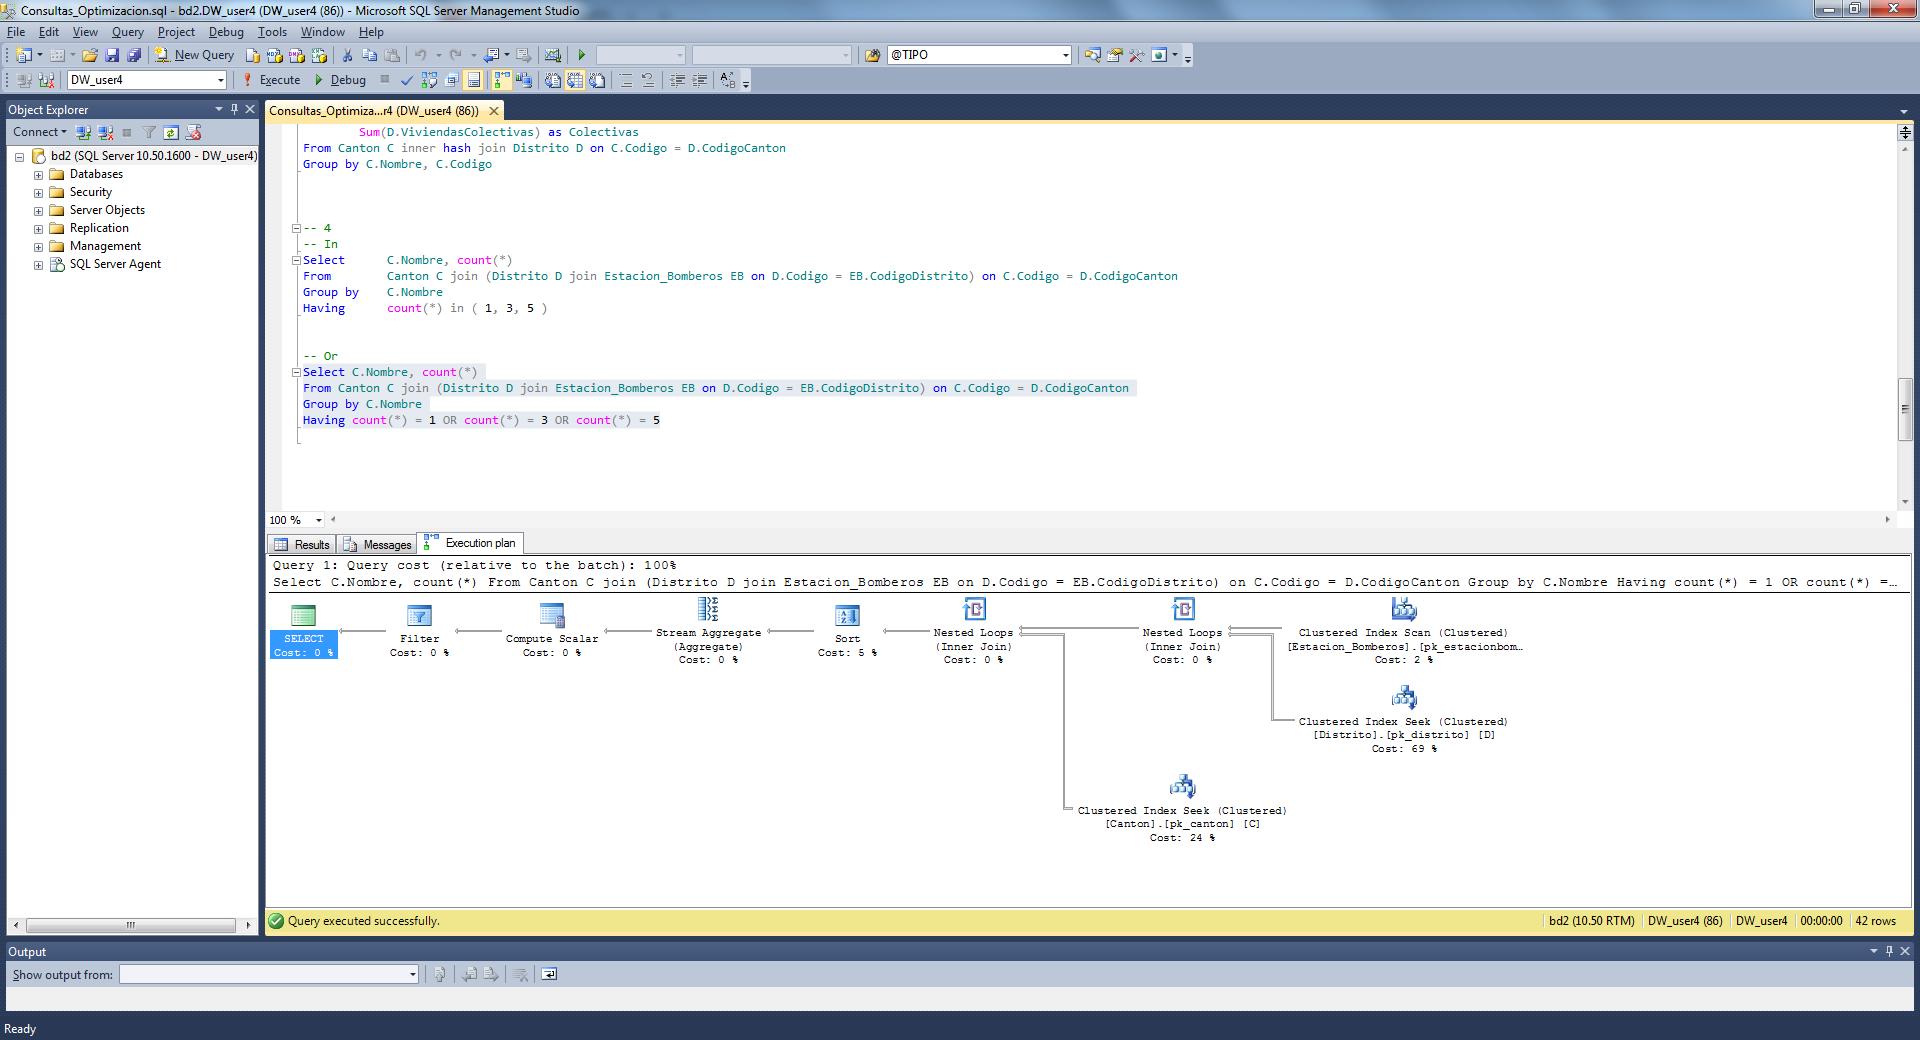 Consultas_Optimizacion.sql - bd2.DW_user4 (DW_user4 (86)) - Microsoft SQL Server Management Studio
File Edit View Query Project Debug Tools Window Help
New Query @TIPO
DW_user4 Execute Debug
Object Explorer
Connect
bd2 (SQL Server 10.50.1600 - DW_user4)
Databases
Security
Server Objects
Replication
Management
SQL Server Agent
Consultas_Optimiza...r4 (DW_user4 (86))
Sum(D.ViviendasColectivas) as Colectivas
From Canton C inner hash join Distrito D on C.Codigo = D.CodigoCanton
Group by C.Nombre, C.Codigo
-- 4
-- In
Select C.Nombre, count(*)
From Canton C join (Distrito D join Estacion_Bomberos EB on D.Codigo = EB.CodigoDistrito) on C.Codigo = D.CodigoCanton
Group by C.Nombre
Having count(*) in ( 1, 3, 5 )
-- Or
Select C.Nombre, count(*)
From Canton C join (Distrito D join Estacion_Bomberos EB on D.Codigo = EB.CodigoDistrito) on C.Codigo = D.CodigoCanton
Group by C.Nombre
Having count(*) = 1 OR count(*) = 3 OR count(*) = 5
100 %
Results Messages Execution plan
Query 1: Query cost (relative to the batch): 100%
Select C.Nombre, count(*) From Canton C join (Distrito D join Estacion_Bomberos EB on D.Codigo = EB.CodigoDistrito) on C.Codigo = D.CodigoCanton Group by C.Nombre Having count(*) = 1 OR count(*) =...
SELECT
Cost: 0 %
Filter
Cost: 0 %
Compute Scalar
Cost: 0 %
Stream Aggregate
(Aggregate)
Cost: 0 %
Sort
Cost: 5 %
Nested Loops
(Inner Join)
Cost: 0 %
Nested Loops
(Inner Join)
Cost: 0 %
Clustered Index Scan (Clustered)
[Estacion_Bomberos].[pk_estacionbom...
Cost: 2 %
Clustered Index Seek (Clustered)
[Distrito].[pk_distrito] [D]
Cost: 69 %
Clustered Index Seek (Clustered)
[Canton].[pk_canton] [C]
Cost: 24 %
Query executed successfully. bd2 (10.50 RTM) DW_user4 (86) DW_user4 00:00:00 42 rows
Output
Show output from:
Ready